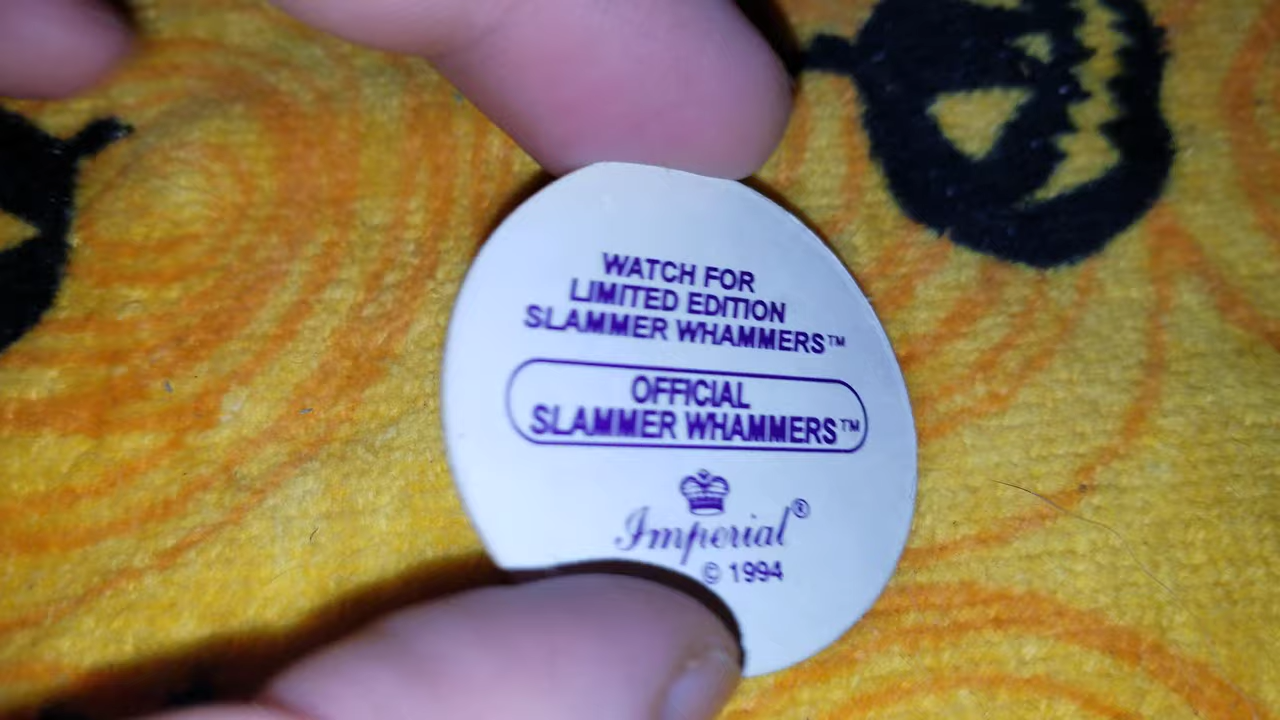 WATCH FOR
LIMITED EDITION
SLAMMER WHAMMERS™
OFFICIAL
SLAMMER WHAMMERS™
Imperial®
© 1994